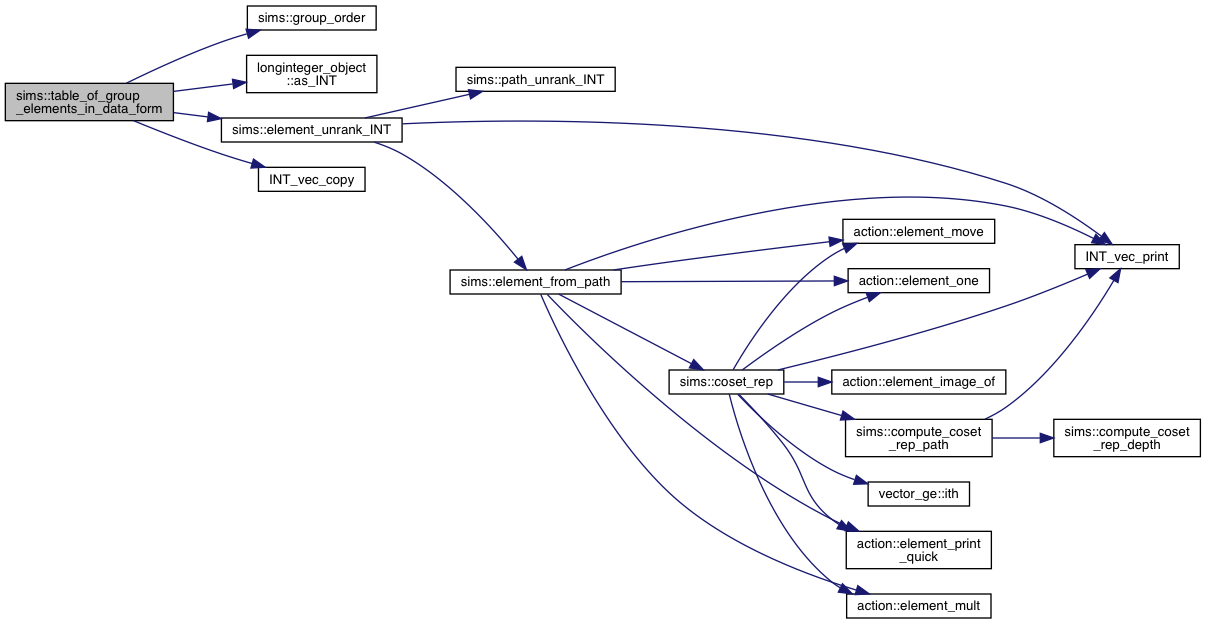 sims::table_of_group
_elements_in_data_form
sims::group_order
longinteger_object
::as_INT
sims::element_unrank_INT
INT_vec_copy
sims::path_unrank_INT
sims::element_from_path
action::element_move
action::element_one
INT_vec_print
sims::coset_rep
action::element_image_of
sims::compute_coset
_rep_path
sims::compute_coset
_rep_depth
vector_ge::ith
action::element_print
_quick
action::element_mult